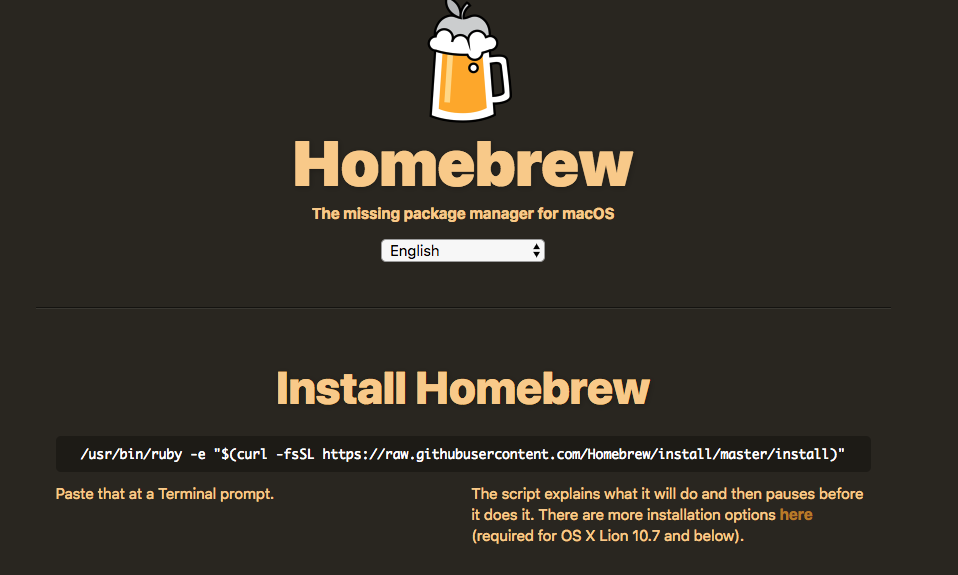 Homebrew
The missing package manager for macOS
English
Install Homebrew
/usr/bin/ruby -e "$(curl -fsSL https://raw.githubusercontent.com/Homebrew/install/master/install)"
Paste that at a Terminal prompt.
The script explains what it will do and then pauses before
it does it. There are more installation options here
(required for OS X Lion 10.7 and below).